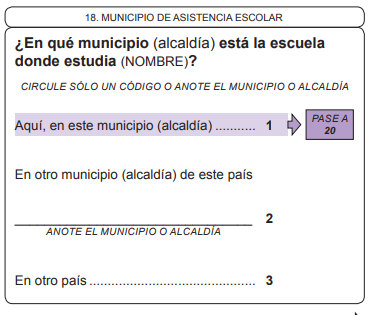 18. MUNICIPIO DE ASISTENCIA ESCOLAR
¿En qué municipio (alcaldía) está la escuela
donde estudia (NOMBRE)?
CIRCULE SÓLO UN CÓDIGO O ANOTE EL MUNICIPIO O ALCALDÍA
Aquí, en este municipio (alcaldía) ........... 1 PASE A
20
En otro municipio (alcaldía) de este país
_________________________________ 2
ANOTE EL MUNICIPIO O ALCALDÍA
En otro país ............................................. 3